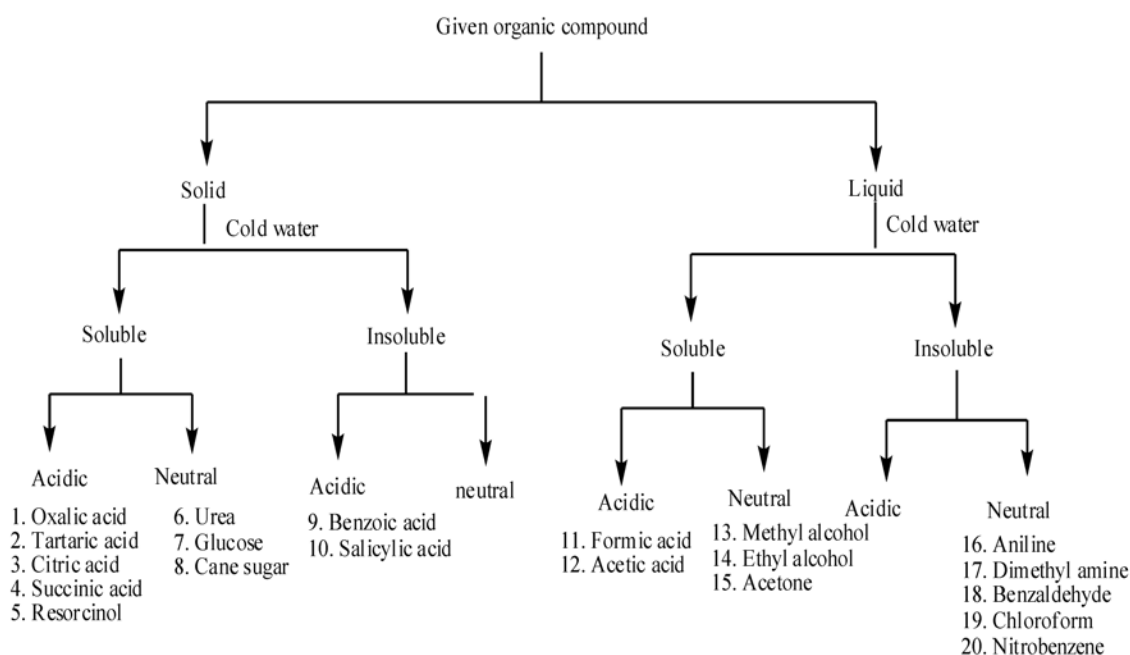 Given organic compound
Solid
Liquid
Cold water
Cold water
Soluble
Insoluble
Soluble
Insoluble
Acidic
Neutral
Acidic
neutral
Acidic
Neutral
Acidic
Neutral
1. Oxalic acid
2. Tartaric acid
3. Citric acid
4. Succinic acid
5. Resorcinol
6. Urea
7. Glucose
8. Cane sugar
9. Benzoic acid
10. Salicylic acid
11. Formic acid
12. Acetic acid
13. Methyl alcohol
14. Ethyl alcohol
15. Acetone
16. Aniline
17. Dimethyl amine
18. Benzaldehyde
19. Chloroform
20. Nitrobenzene